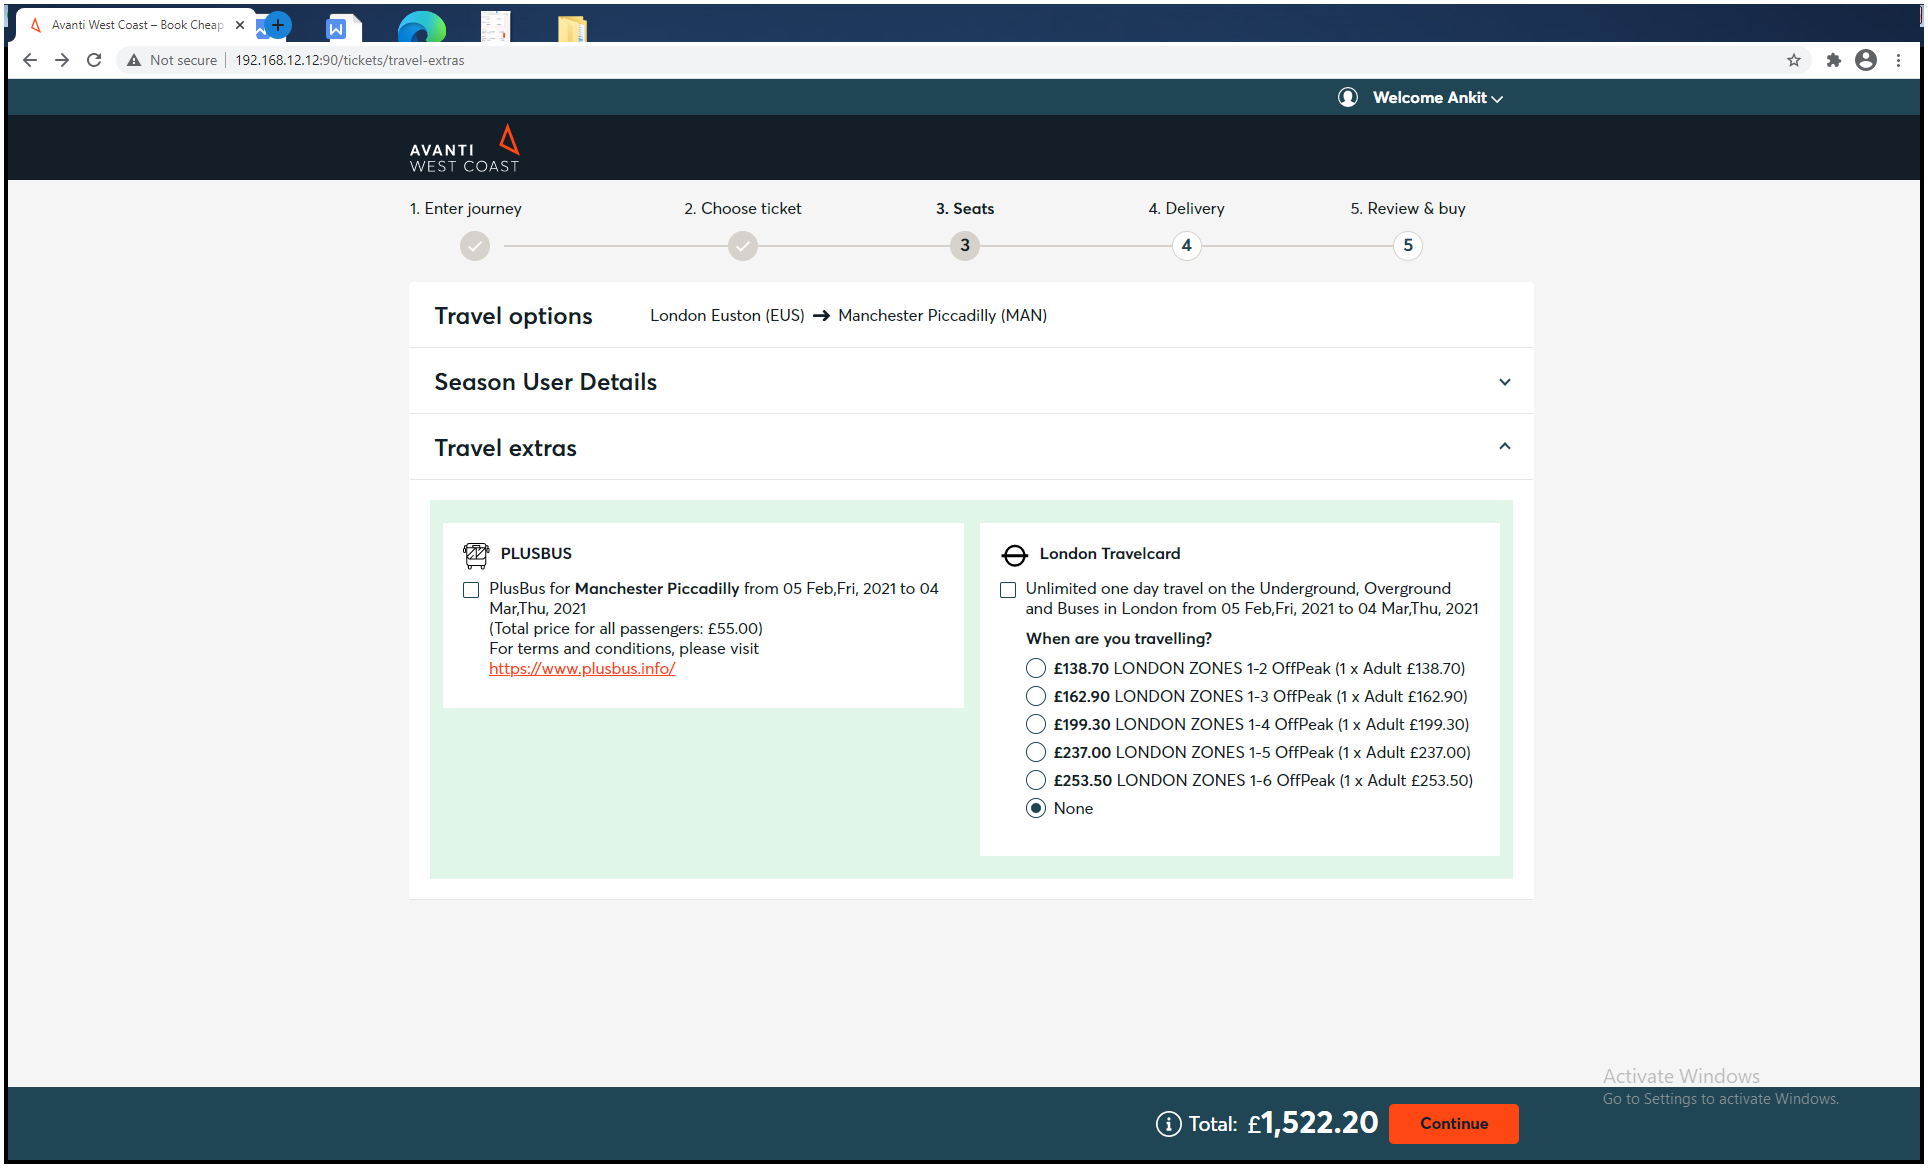 Avanti West Coast – Book Cheap
Not secure
192.168.12.12:90/tickets/travel-extras
Welcome Ankit
AVANTI
WEST COAST
1. Enter journey
2. Choose ticket
3. Seats
4. Delivery
5. Review & buy
3
4
5
Travel options
London Euston (EUS) → Manchester Piccadilly (MAN)
Season User Details
Travel extras
PLUSBUS
PlusBus for Manchester Piccadilly from 05 Feb,Fri, 2021 to 04
Mar,Thu, 2021
(Total price for all passengers: £55.00)
For terms and conditions, please visit
https://www.plusbus.info/
London Travelcard
Unlimited one day travel on the Underground, Overground
and Buses in London from 05 Feb,Fri, 2021 to 04 Mar,Thu, 2021
When are you travelling?
£138.70 LONDON ZONES 1-2 OffPeak (1 x Adult £138.70)
£162.90 LONDON ZONES 1-3 OffPeak (1 x Adult £162.90)
£199.30 LONDON ZONES 1-4 OffPeak (1 x Adult £199.30)
£237.00 LONDON ZONES 1-5 OffPeak (1 x Adult £237.00)
£253.50 LONDON ZONES 1-6 OffPeak (1 x Adult £253.50)
None
Activate Windows
Go to Settings to activate Windows.
Total: £1,522.20
Continue